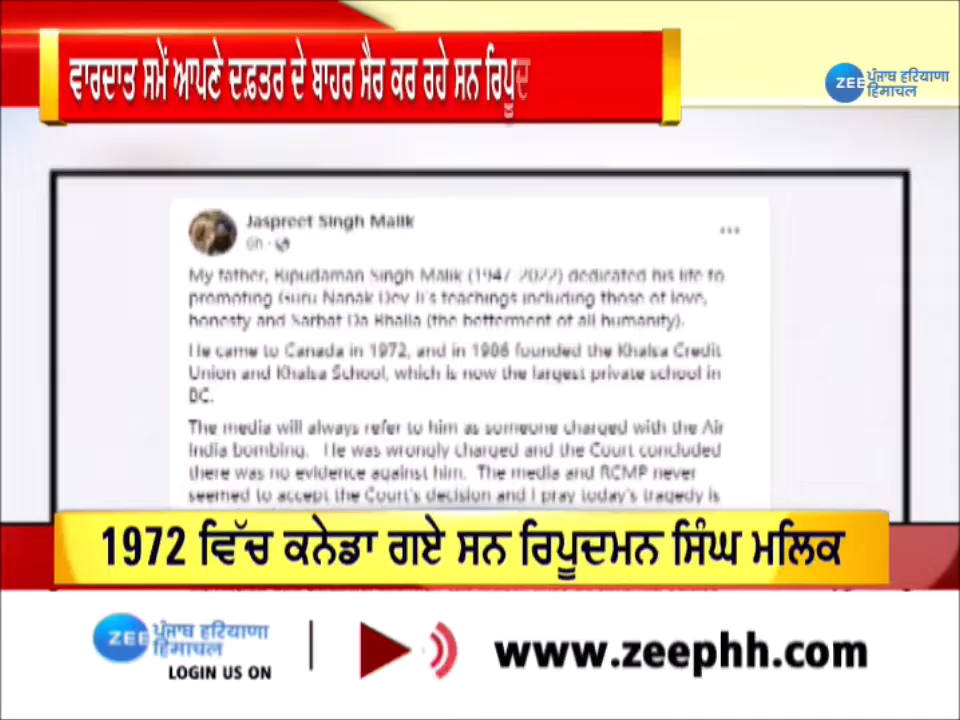 ਵਾਰਦਾਤ ਸਮੇਂ ਆਪਣੇ ਦਫ਼ਤਰ ਦੇ ਬਾਹਰ ਸੈਰ ਕਰ ਰਹੇ ਸਨ ਰਿਪੂਦ
ZEE ਪੰਜਾਬ ਹਰਿਆਣਾ
ਹਿਮਾਚਲ
Jaspreet Singh Malik
6h
My father, Ripudaman Singh Malik (1947-2022) dedicated his life to
promoting Guru Nanak Dev Ji's teachings including those of love,
honesty and Sarbat Da Bhalla (the betterment of all humanity).
He came to Canada in 1972, and in 1986 founded the Khalsa Credit
Union and Khalsa School, which is now the largest private school in
BC.
The media will always refer to him as someone charged with the Air
India bombing. He was wrongly charged and the Court concluded
there was no evidence against him. The media and RCMP never
seemed to accept the Court's decision and I pray today's tragedy is
1972 ਵਿੱਚ ਕਨੇਡਾ ਗਏ ਸਨ ਰਿਪੂਦਮਨ ਸਿੰਘ ਮਲਿਕ
ZEE ਪੰਜਾਬ ਹਰਿਆਣਾ
ਹਿਮਾਚਲ
LOGIN US ON
www.zeephh.com